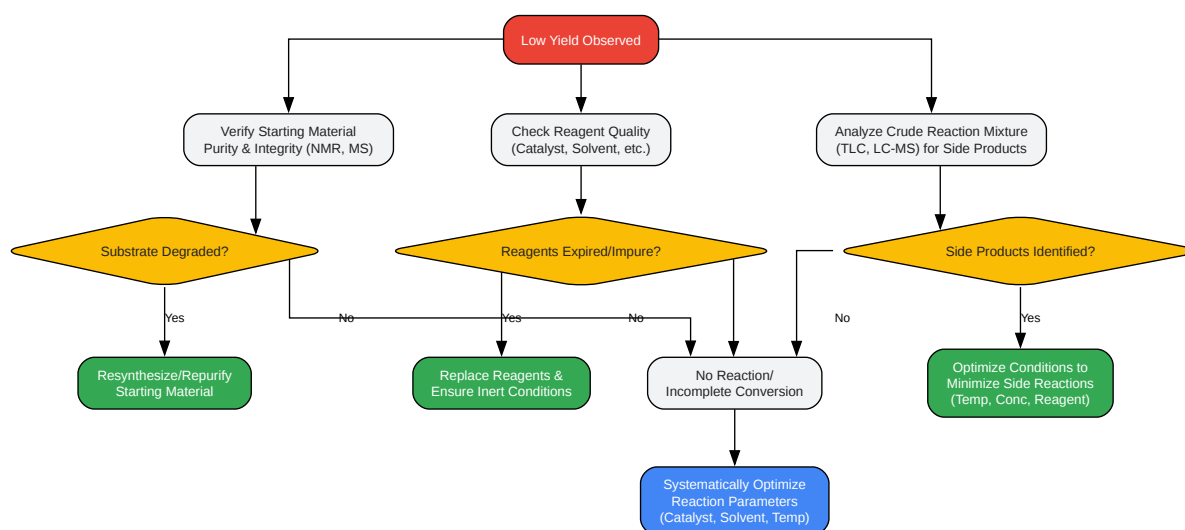 Low Yield Observed
Verify Starting Material
Purity & Integrity (NMR, MS)
Check Reagent Quality
(Catalyst, Solvent, etc.)
Analyze Crude Reaction Mixture
(TLC, LC-MS) for Side Products
Substrate Degraded?
Reagents Expired/Impure?
Side Products Identified?
Yes
No
Yes
No
No
Yes
Resynthesize/Repurify
Starting Material
Replace Reagents &
Ensure Inert Conditions
No Reaction/
Incomplete Conversion
Optimize Conditions to
Minimize Side Reactions
(Temp, Conc, Reagent)
Systematically Optimize
Reaction Parameters
(Catalyst, Solvent, Temp)